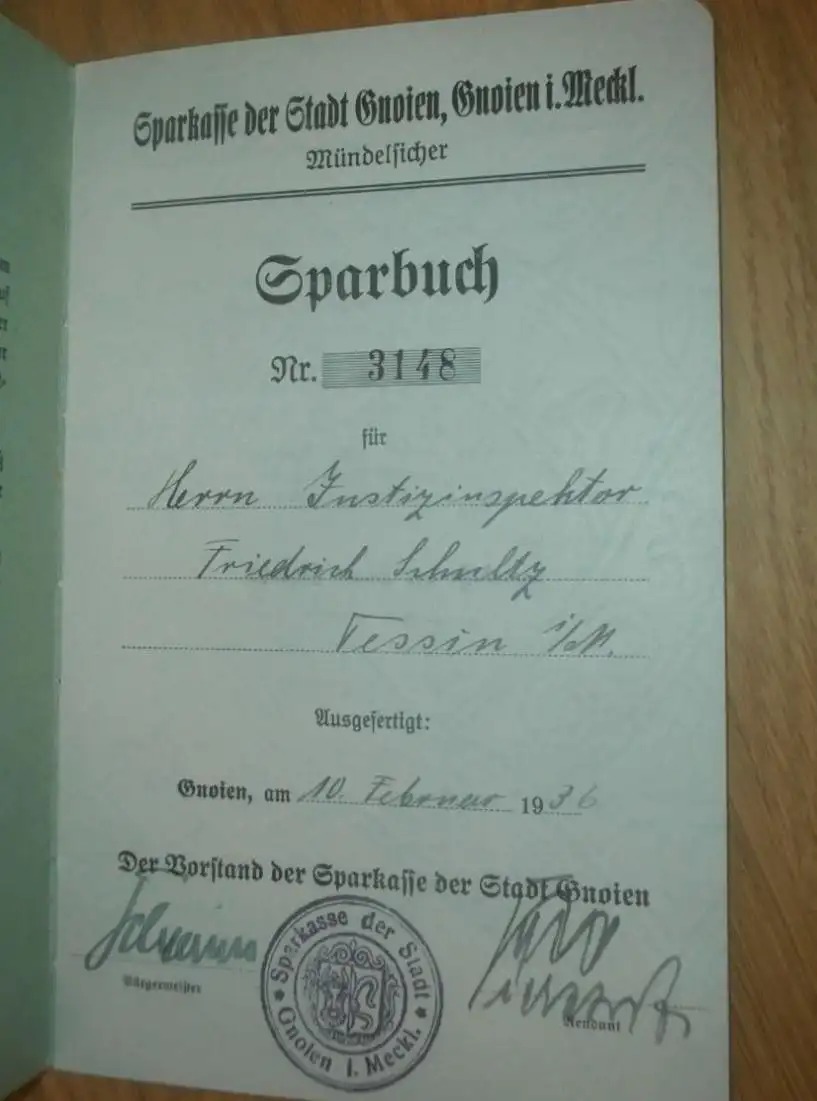 Sparkasse der Stadt Gnoien, Gnoien i. Meckl.
Mündelsicher
Sparbuch
Nr. 3148
für
Herrn Justizinspektor
Friedrich Schultz
Tessin i/M.
Ausgefertigt:
Gnoien, am 10. Februar 1936
Der Vorstand der Sparkasse der Stadt Gnoien
Bürgermeister
Sparkasse der Stadt
Gnoien i. Meckl.
Rendant